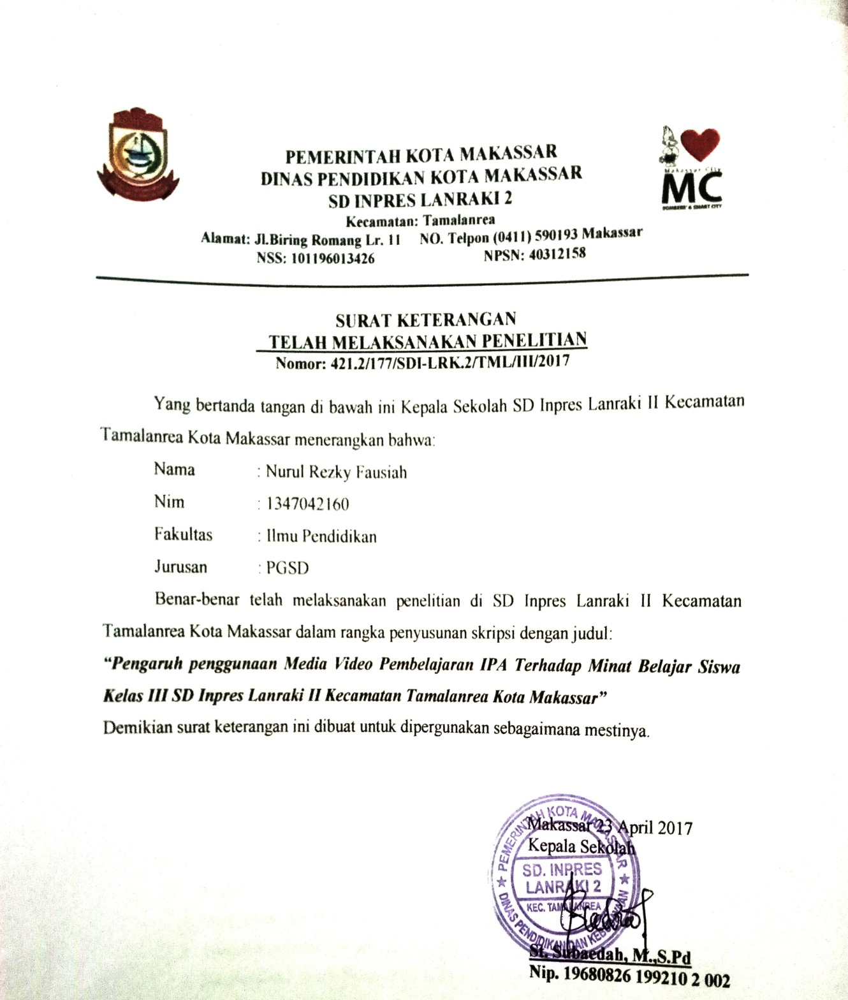 PEMERINTAH KOTA MAKASSAR
DINAS PENDIDIKAN KOTA MAKASSAR
SD INPRES LANRAKI 2
Kecamatan: Tamalanrea
Alamat: Jl.Biring Romang Lr. 11 NO. Telpon (0411) 590193 Makassar
NSS: 101196013426 NPSN: 40312158
Makassar City
MC
SOMBERE' & SMART CITY
SURAT KETERANGAN
TELAH MELAKSANAKAN PENELITIAN
Nomor: 421.2/177/SDI-LRK.2/TML/III/2017
Yang bertanda tangan di bawah ini Kepala Sekolah SD Inpres Lanraki II Kecamatan
Tamalanrea Kota Makassar menerangkan bahwa:
Nama : Nurul Rezky Fausiah
Nim : 1347042160
Fakultas : Ilmu Pendidikan
Jurusan : PGSD
Benar-benar telah melaksanakan penelitian di SD Inpres Lanraki II Kecamatan
Tamalanrea Kota Makassar dalam rangka penyusunan skripsi dengan judul:
“Pengaruh penggunaan Media Video Pembelajaran IPA Terhadap Minat Belajar Siswa
Kelas III SD Inpres Lanraki II Kecamatan Tamalanrea Kota Makassar”
Demikian surat keterangan ini dibuat untuk dipergunakan sebagaimana mestinya.
Makassar 23 April 2017
Kepala Sekolah
PEMERINTAH KOTA MAKASSAR
SD. INPRES
LANRAKI 2
KEC. TAMALANREA
DINAS PENDIDIKAN DAN KEBUDAYAAN
St. Subaedah, M.,S.Pd
Nip. 19680826 199210 2 002